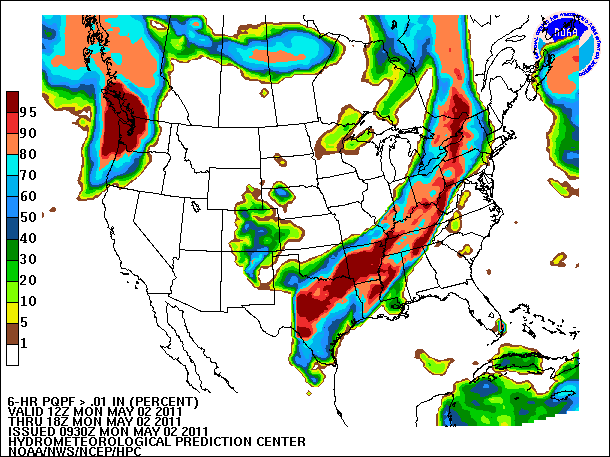 NOAA
95
90
80
70
60
50
40
30
20
10
5
1
6-HR PQPF > .01 IN (PERCENT)
VALID 12Z MON MAY 02 2011
THRU 18Z MON MAY 02 2011
ISSUED 0930Z MON MAY 02 2011
HYDROMETEOROLOGICAL PREDICTION CENTER
NOAA/NWS/NCEP/HPC